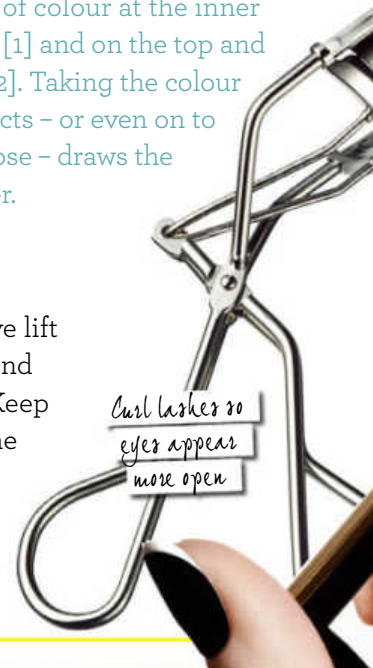 of colour at the inner
[1] and on the top and
2]. Taking the colour
cts – or even on to
ose – draws the
er.
ve lift
nd
Keep
ne
Curl lashes so
eyes appear
more open